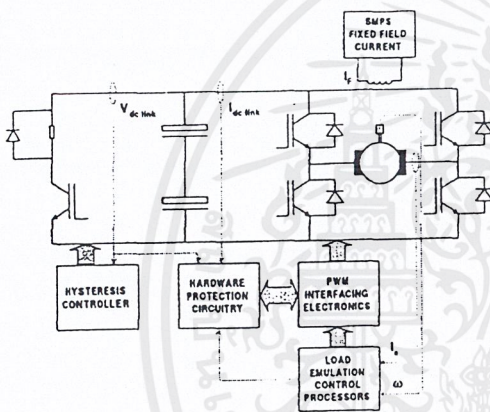 SMPS
FIXED FIELD
CURRENT
I_F
V_dc link
I_dc link
HYSTERESIS
CONTROLLER
HARDWARE
PROTECTION
CIRCUITRY
PWM
INTERFACING
ELECTRONICS
LOAD
EMULATION
CONTROL
PROCESSORS
I_a
ω